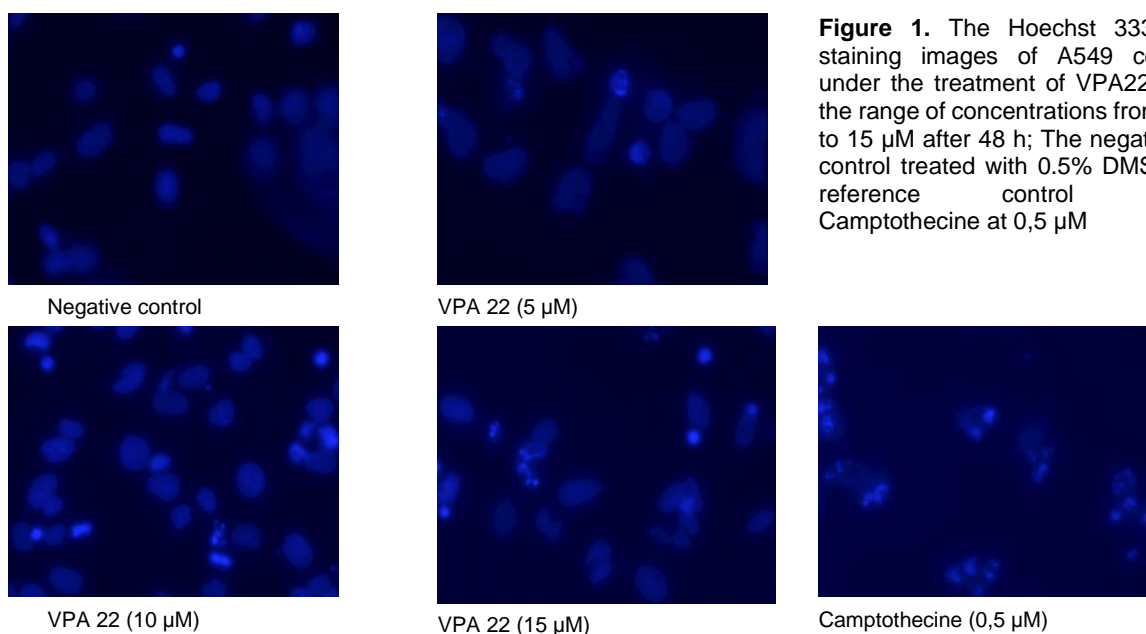 Figure 1. The Hoechst 333
staining images of A549 ce
under the treatment of VPA22
the range of concentrations from
to 15 µM after 48 h; The negat
control treated with 0.5% DMS
reference control
Camptothecine at 0,5 µM
Negative control
VPA 22 (5 µM)
VPA 22 (10 µM)
VPA 22 (15 µM)
Camptothecine (0,5 µM)